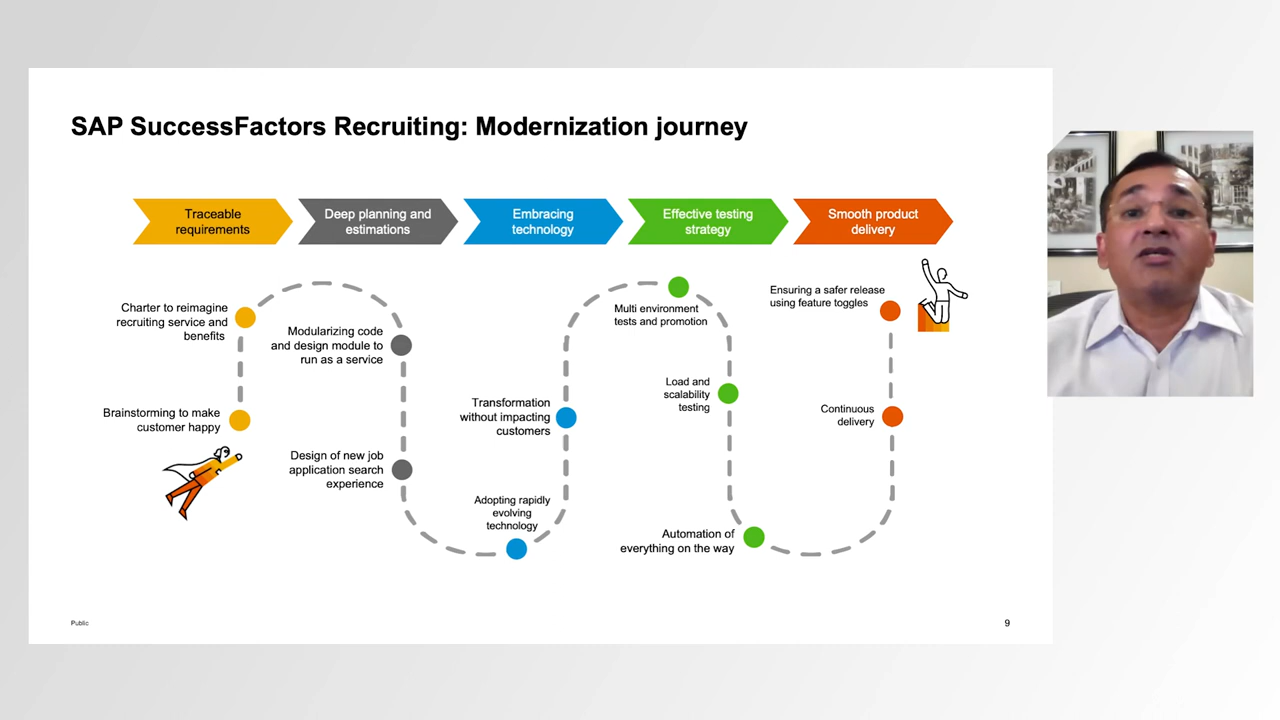 SAP SuccessFactors Recruiting: Modernization journey
Traceable
requirements
Deep planning and
estimations
Embracing
technology
Effective testing
strategy
Smooth product
delivery
Charter to reimagine
recruiting service and
benefits
Brainstorming to make
customer happy
Modularizing code
and design module to
run as a service
Design of new job
application search
experience
Adopting rapidly
evolving
technology
Transformation
without impacting
customers
Multi environment
tests and promotion
Load and
scalability
testing
Automation of
everything on the way
Continuous
delivery
Ensuring a safer release
using feature toggles
Public
9